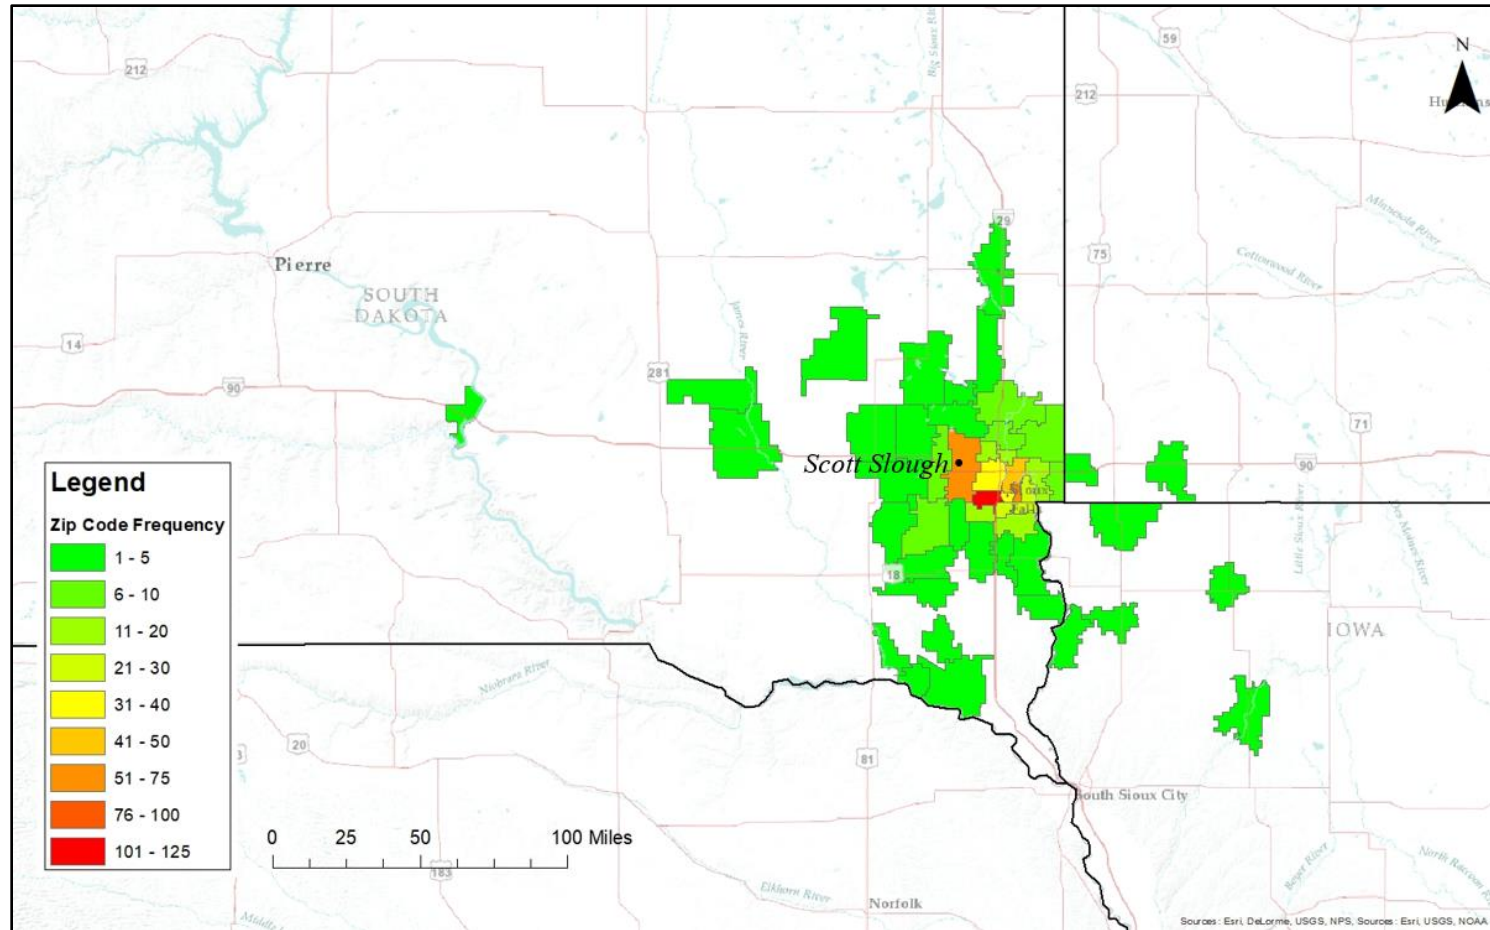 59
N
212
Big Sioux Ri
212
29
Minnesota River
75
Cottonwood River
Pierre
SOUTH
DAKOTA
James River
14
281
90
71
Scott Slough
90
Legend
Zip Code Frequency
1 - 5
6 - 10
11 - 20
21 - 30
31 - 40
41 - 50
51 - 75
76 - 100
101 - 125
Little Sioux River
Des Moines River
18
IOWA
Niobrara River
20
81
South Sioux City
0 25 50 100 Miles
183
Elkhorn River
Norfolk
Boyer River
North Raccoon R
Sources: Esri, DeLorme, USGS, NPS, Sources: Esri, USGS, NOAA